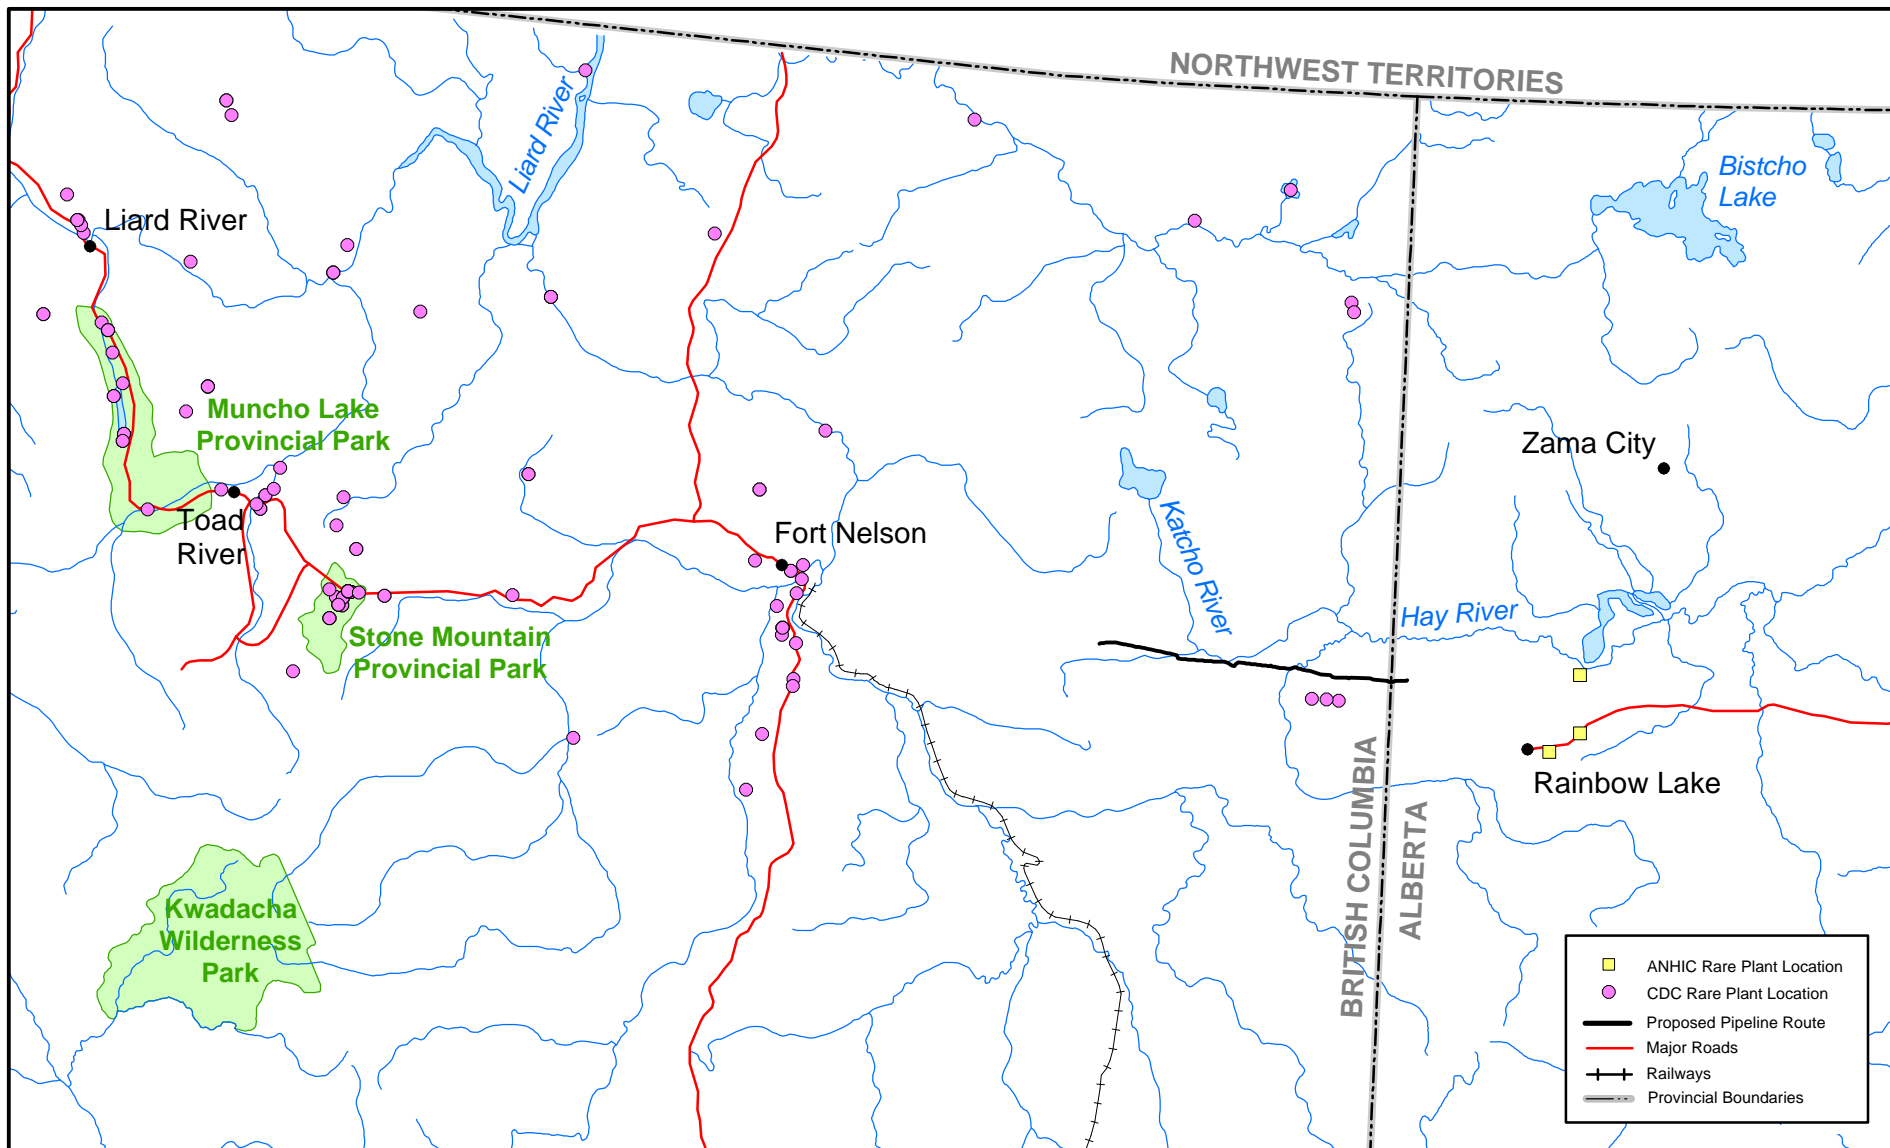 NORTHWEST TERRITORIES
Liard River
Bistcho
Lake
Liard River
Muncho Lake
Provincial Park
Zama City
Toad
River
Fort Nelson
Katcho River
Hay River
Stone Mountain
Provincial Park
Rainbow Lake
BRITISH COLUMBIA
ALBERTA
Kwadacha
Wilderness
Park
ANHIC Rare Plant Location
CDC Rare Plant Location
Proposed Pipeline Route
Major Roads
Railways
Provincial Boundaries